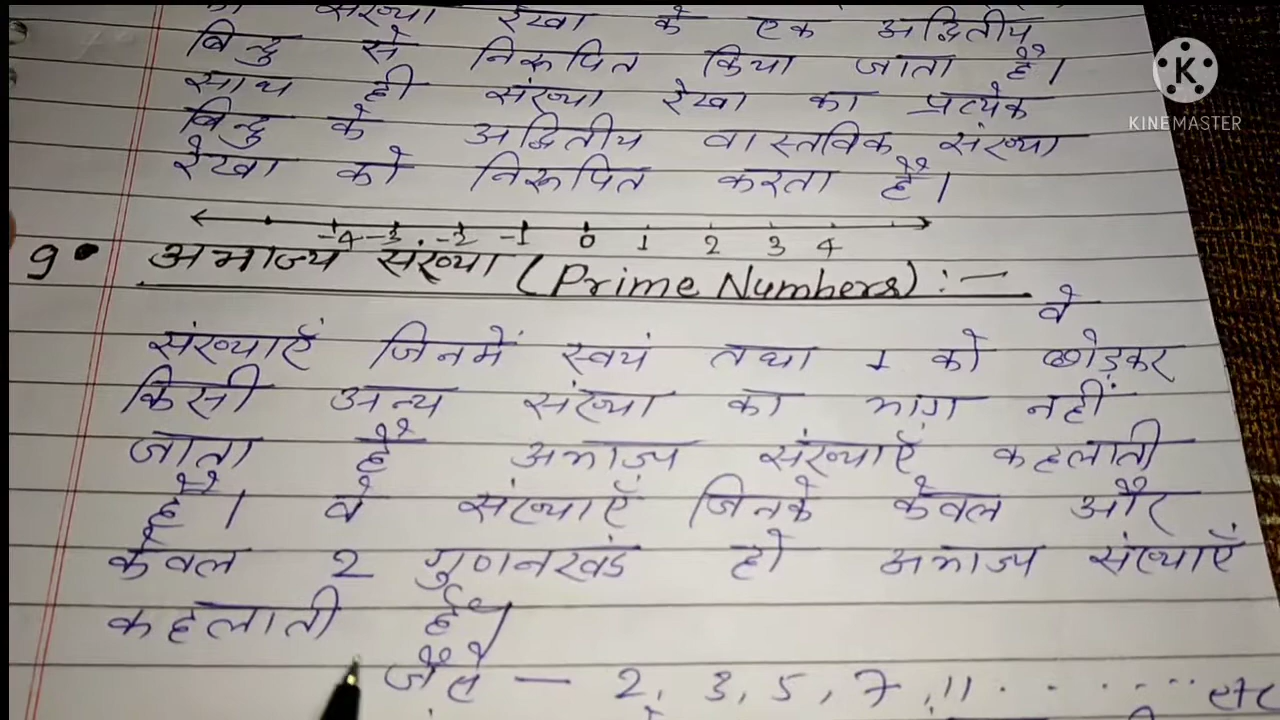 का संख्या रेखा के एक अद्वितीय
बिन्दु से निरूपित किया जाता है।
साथ ही संख्या रेखा का प्रत्येक
बिन्दु के अद्वितीय वास्तविक संख्या
रेखा को निरूपित करता है।
-4 -3 -2 -1 0 1 2 3 4
9• अभाज्य संख्या (Prime Numbers) :—
वे
संख्याएँ जिनमें स्वयं तथा 1 को छोड़कर
किसी अन्य संख्या का भाग नहीं
जाता है अभाज्य संख्याएँ कहलाती
हैं। वे संख्याएँ जिनके केवल और
केवल 2 गुणनखंड हो अभाज्य संख्याएँ
कहलाती है।
जैसे — 2, 3, 5, 7, 11 . . . . . . . etc
K
KINEMASTER